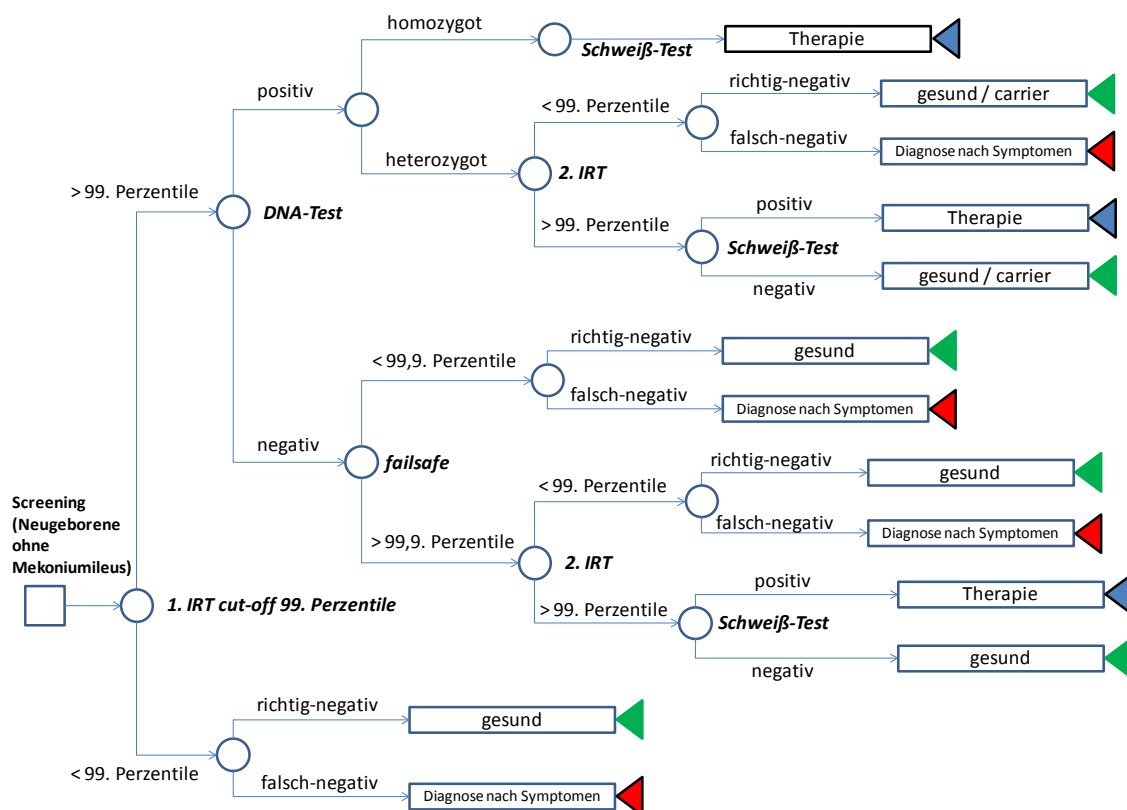 homozygot
Schweiß-Test
Therapie
positiv
richtig-negativ
< 99. Perzentile
gesund / carrier
falsch-negativ
Diagnose nach Symptomen
heterozygot
2. IRT
> 99. Perzentile
DNA-Test
positiv
> 99. Perzentile
Therapie
Schweiß-Test
gesund / carrier
negativ
richtig-negativ
< 99,9. Perzentile
gesund
falsch-negativ
Diagnose nach Symptomen
negativ
failsafe
richtig-negativ
gesund
< 99. Perzentile
falsch-negativ
Diagnose nach Symptomen
> 99,9. Perzentile
2. IRT
Screening
(Neugeborene
ohne
Mekoniumileus)
1. IRT cut-off 99. Perzentile
positiv
Therapie
> 99. Perzentile
Schweiß-Test
gesund
negativ
richtig-negativ
gesund
< 99. Perzentile
falsch-negativ
Diagnose nach Symptomen